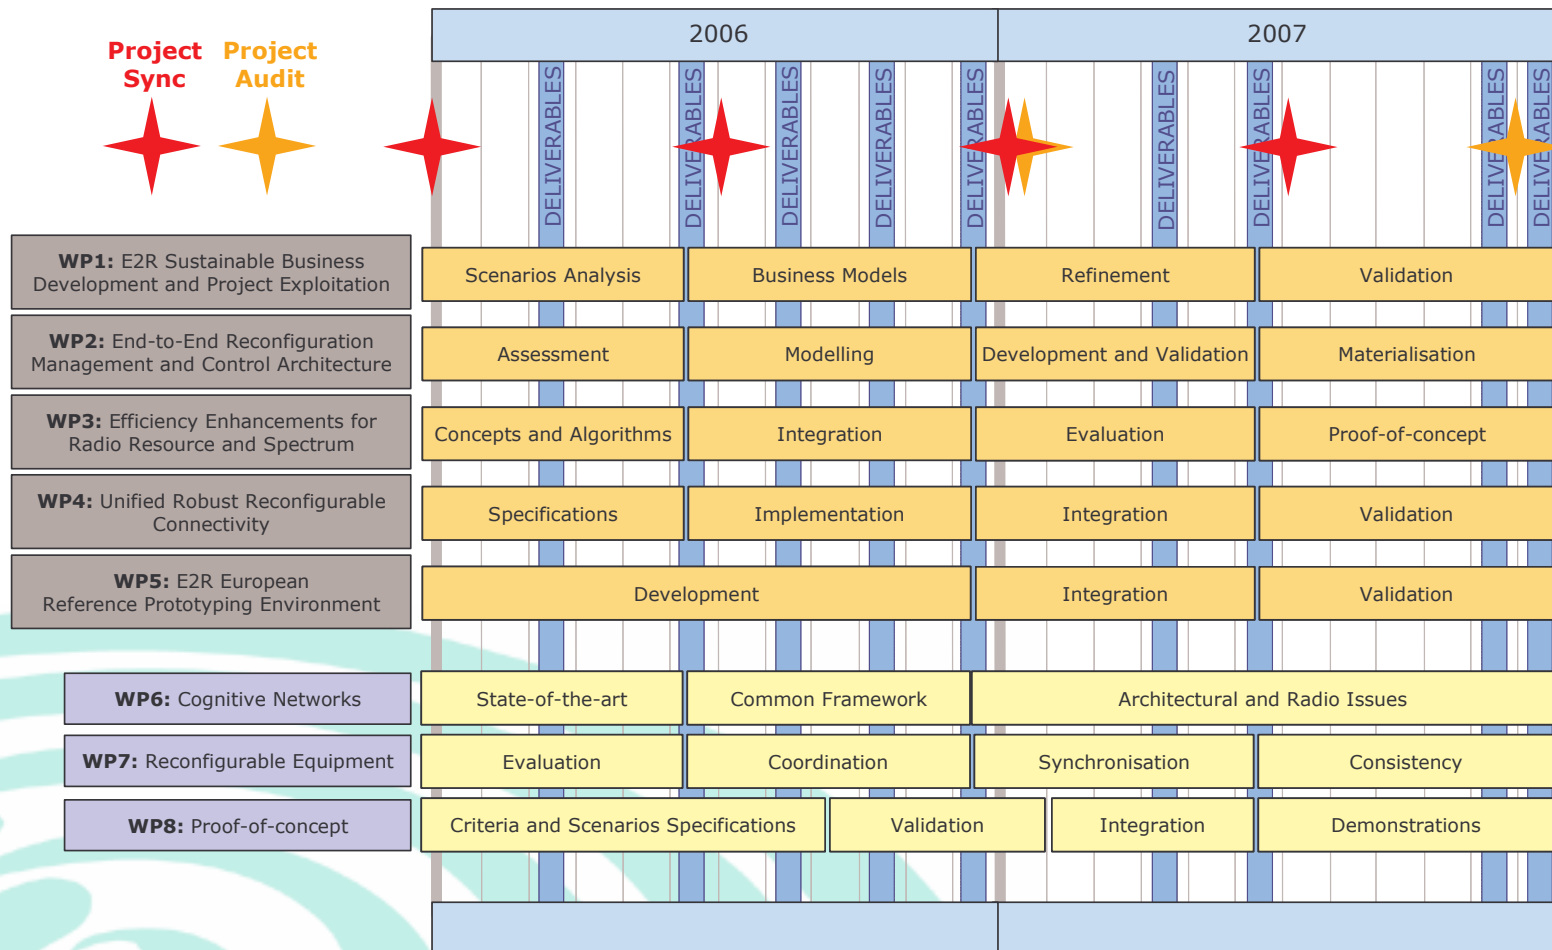 2006
2007
Project
Sync
Project
Audit
DELIVERABLES
DELIVERABLES
DELIVERABLES
DELIVERABLES
DELIVERABLES
DELIVERABLES
DELIVERABLES
DELIVERABLES
DELIVERABLES
WP1: E2R Sustainable Business
Development and Project Exploitation
Scenarios Analysis
Business Models
Refinement
Validation
WP2: End-to-End Reconfiguration
Management and Control Architecture
Assessment
Modelling
Development and Validation
Materialisation
WP3: Efficiency Enhancements for
Radio Resource and Spectrum
Concepts and Algorithms
Integration
Evaluation
Proof-of-concept
WP4: Unified Robust Reconfigurable
Connectivity
Specifications
Implementation
Integration
Validation
WP5: E2R European
Reference Prototyping Environment
Development
Integration
Validation
WP6: Cognitive Networks
State-of-the-art
Common Framework
Architectural and Radio Issues
WP7: Reconfigurable Equipment
Evaluation
Coordination
Synchronisation
Consistency
WP8: Proof-of-concept
Criteria and Scenarios Specifications
Validation
Integration
Demonstrations